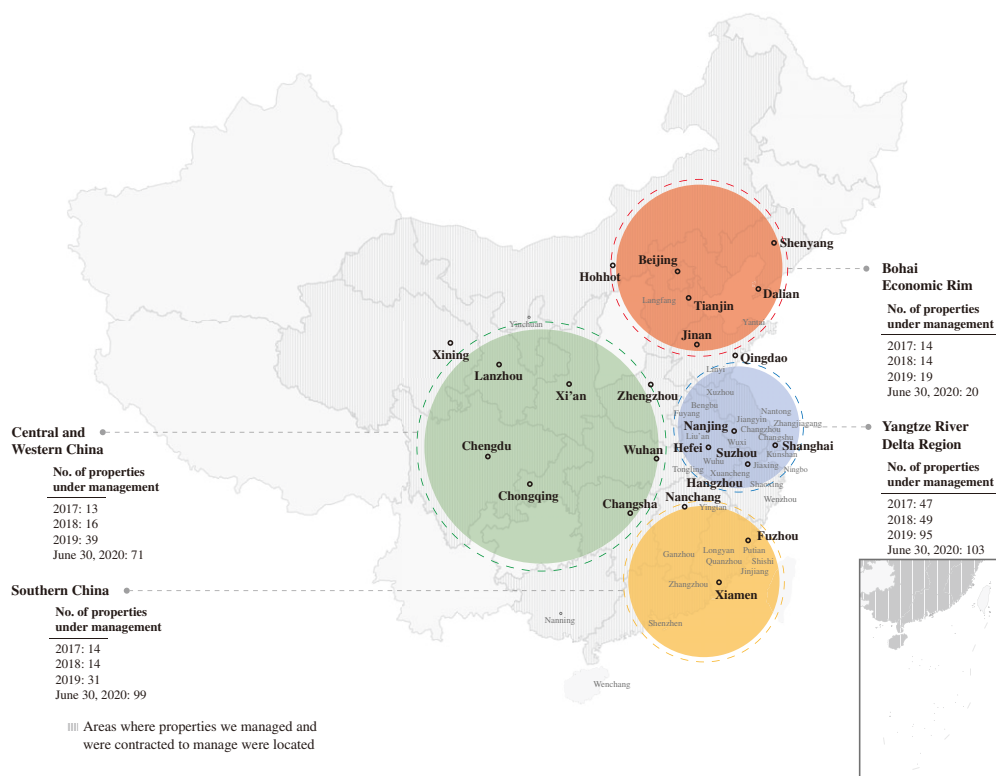 Shenyang
Beijing
Hohhot
Dalian
Langfang
Tianjin
Yantai
Yinchuan
Jinan
Xining
Qingdao
Lanzhou
Linyi
Xi'an
Zhengzhou
Xuzhou
Bengbu
Nantong
Fuyang
Jiangyin
Zhangjiagang
Nanjing
Changzhou
Chengdu
Lu'an
Wuxi
Changshu
Hefei
Suzhou
Shanghai
Wuhan
Kunshan
Wuhu
Jiaxing
Tongling
Xuancheng
Ningbo
Hangzhou
Shaoxing
Chongqing
Nanchang
Wenzhou
Changsha
Yingtan
Fuzhou
Ganzhou
Longyan
Putian
Quanzhou
Shishi
Jinjiang
Zhangzhou
Xiamen
Nanning
Shenzhen
Wenchang
Bohai
Economic Rim
No. of properties
under management
2017: 14
2018: 14
2019: 19
June 30, 2020: 20
Yangtze River
Delta Region
No. of properties
under management
2017: 47
2018: 49
2019: 95
June 30, 2020: 103
Central and
Western China
No. of properties
under management
2017: 13
2018: 16
2019: 39
June 30, 2020: 71
Southern China
No. of properties
under management
2017: 14
2018: 14
2019: 31
June 30, 2020: 99
Areas where properties we managed and
were contracted to manage were located